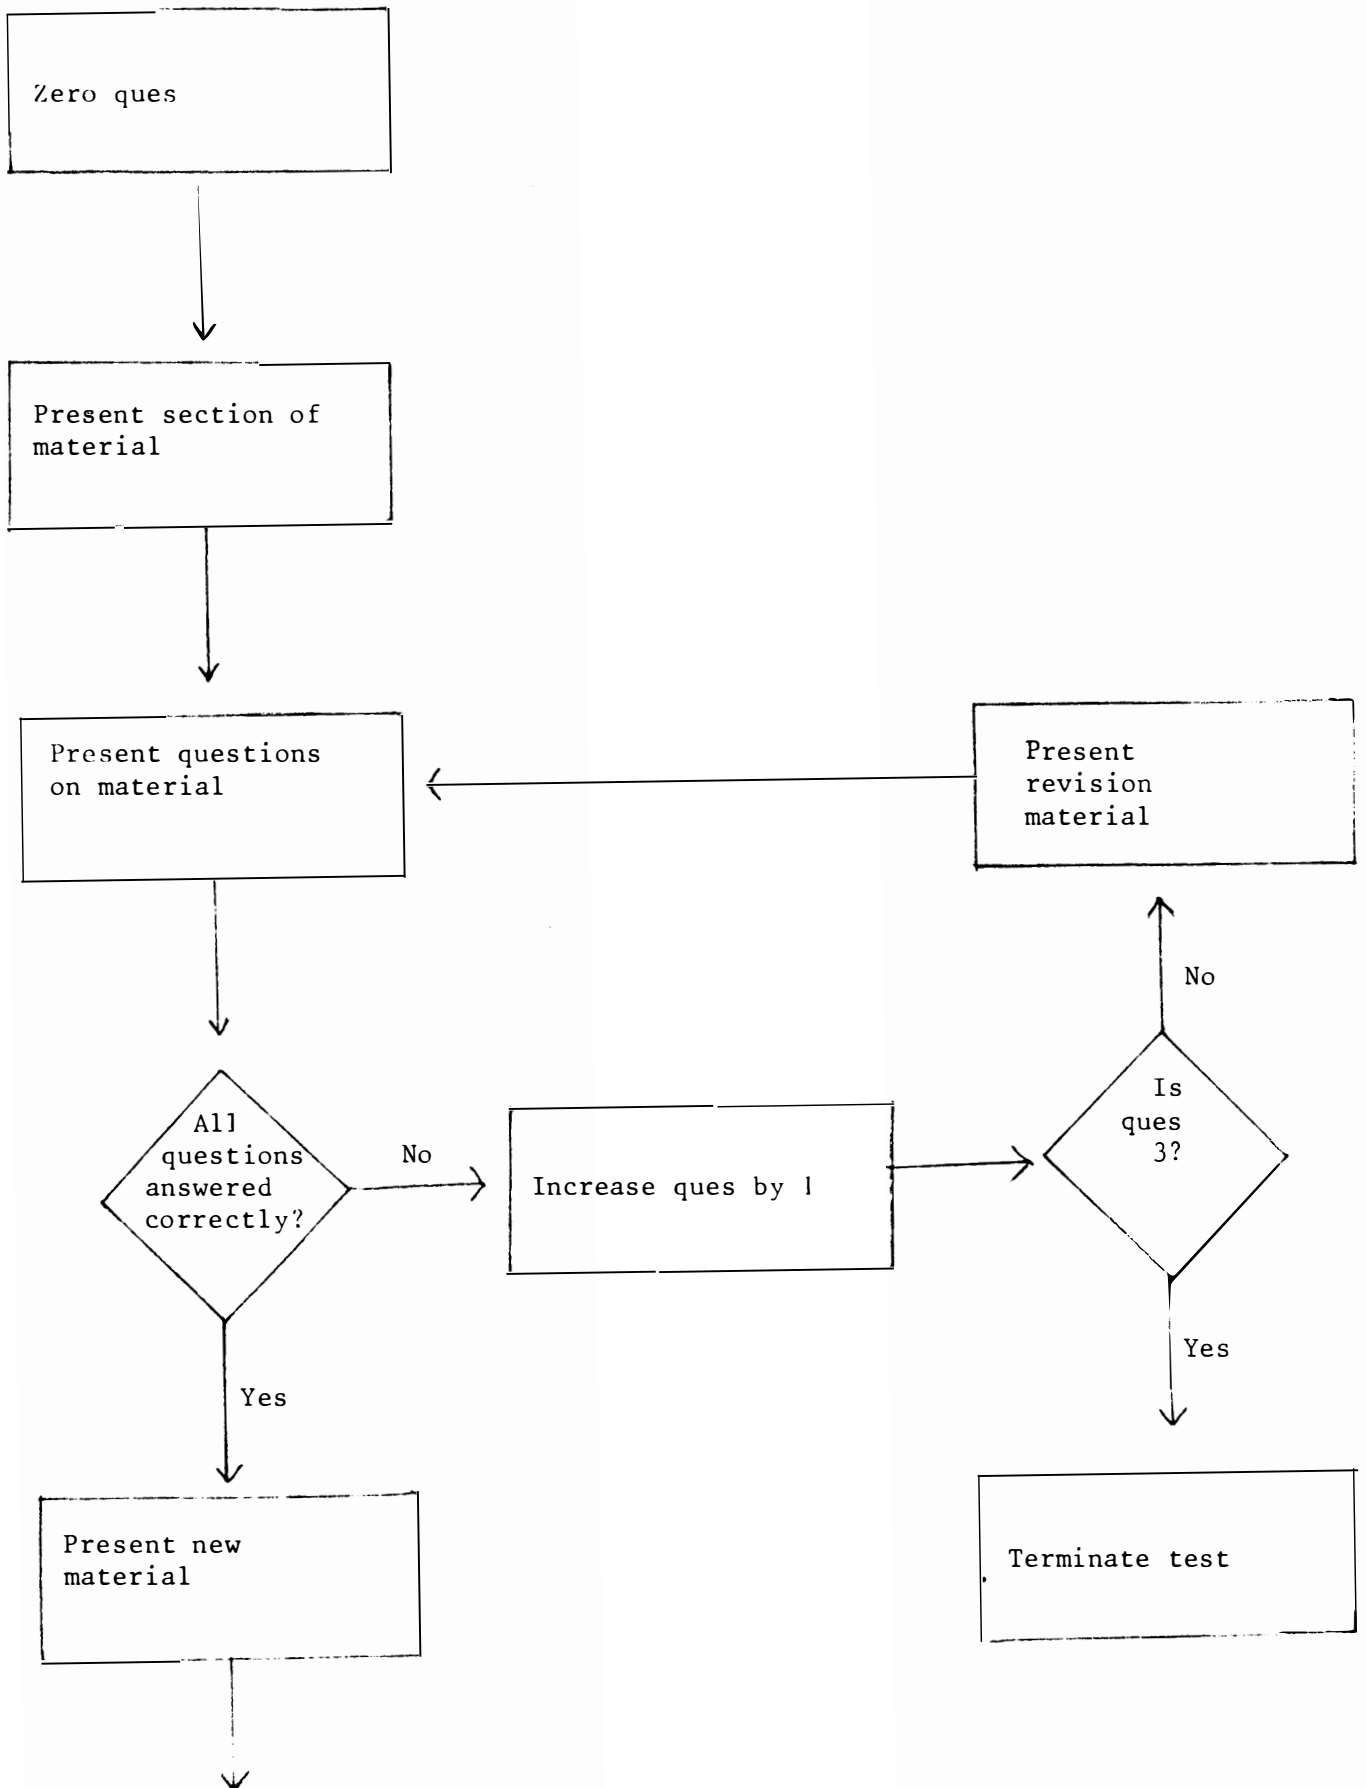 Zero ques
Present section of
material
Present questions
on material
Present
revision
material
No
Is
ques
3?
All
questions
answered
correctly?
No
Increase ques by 1
Yes
Yes
Present new
material
Terminate test